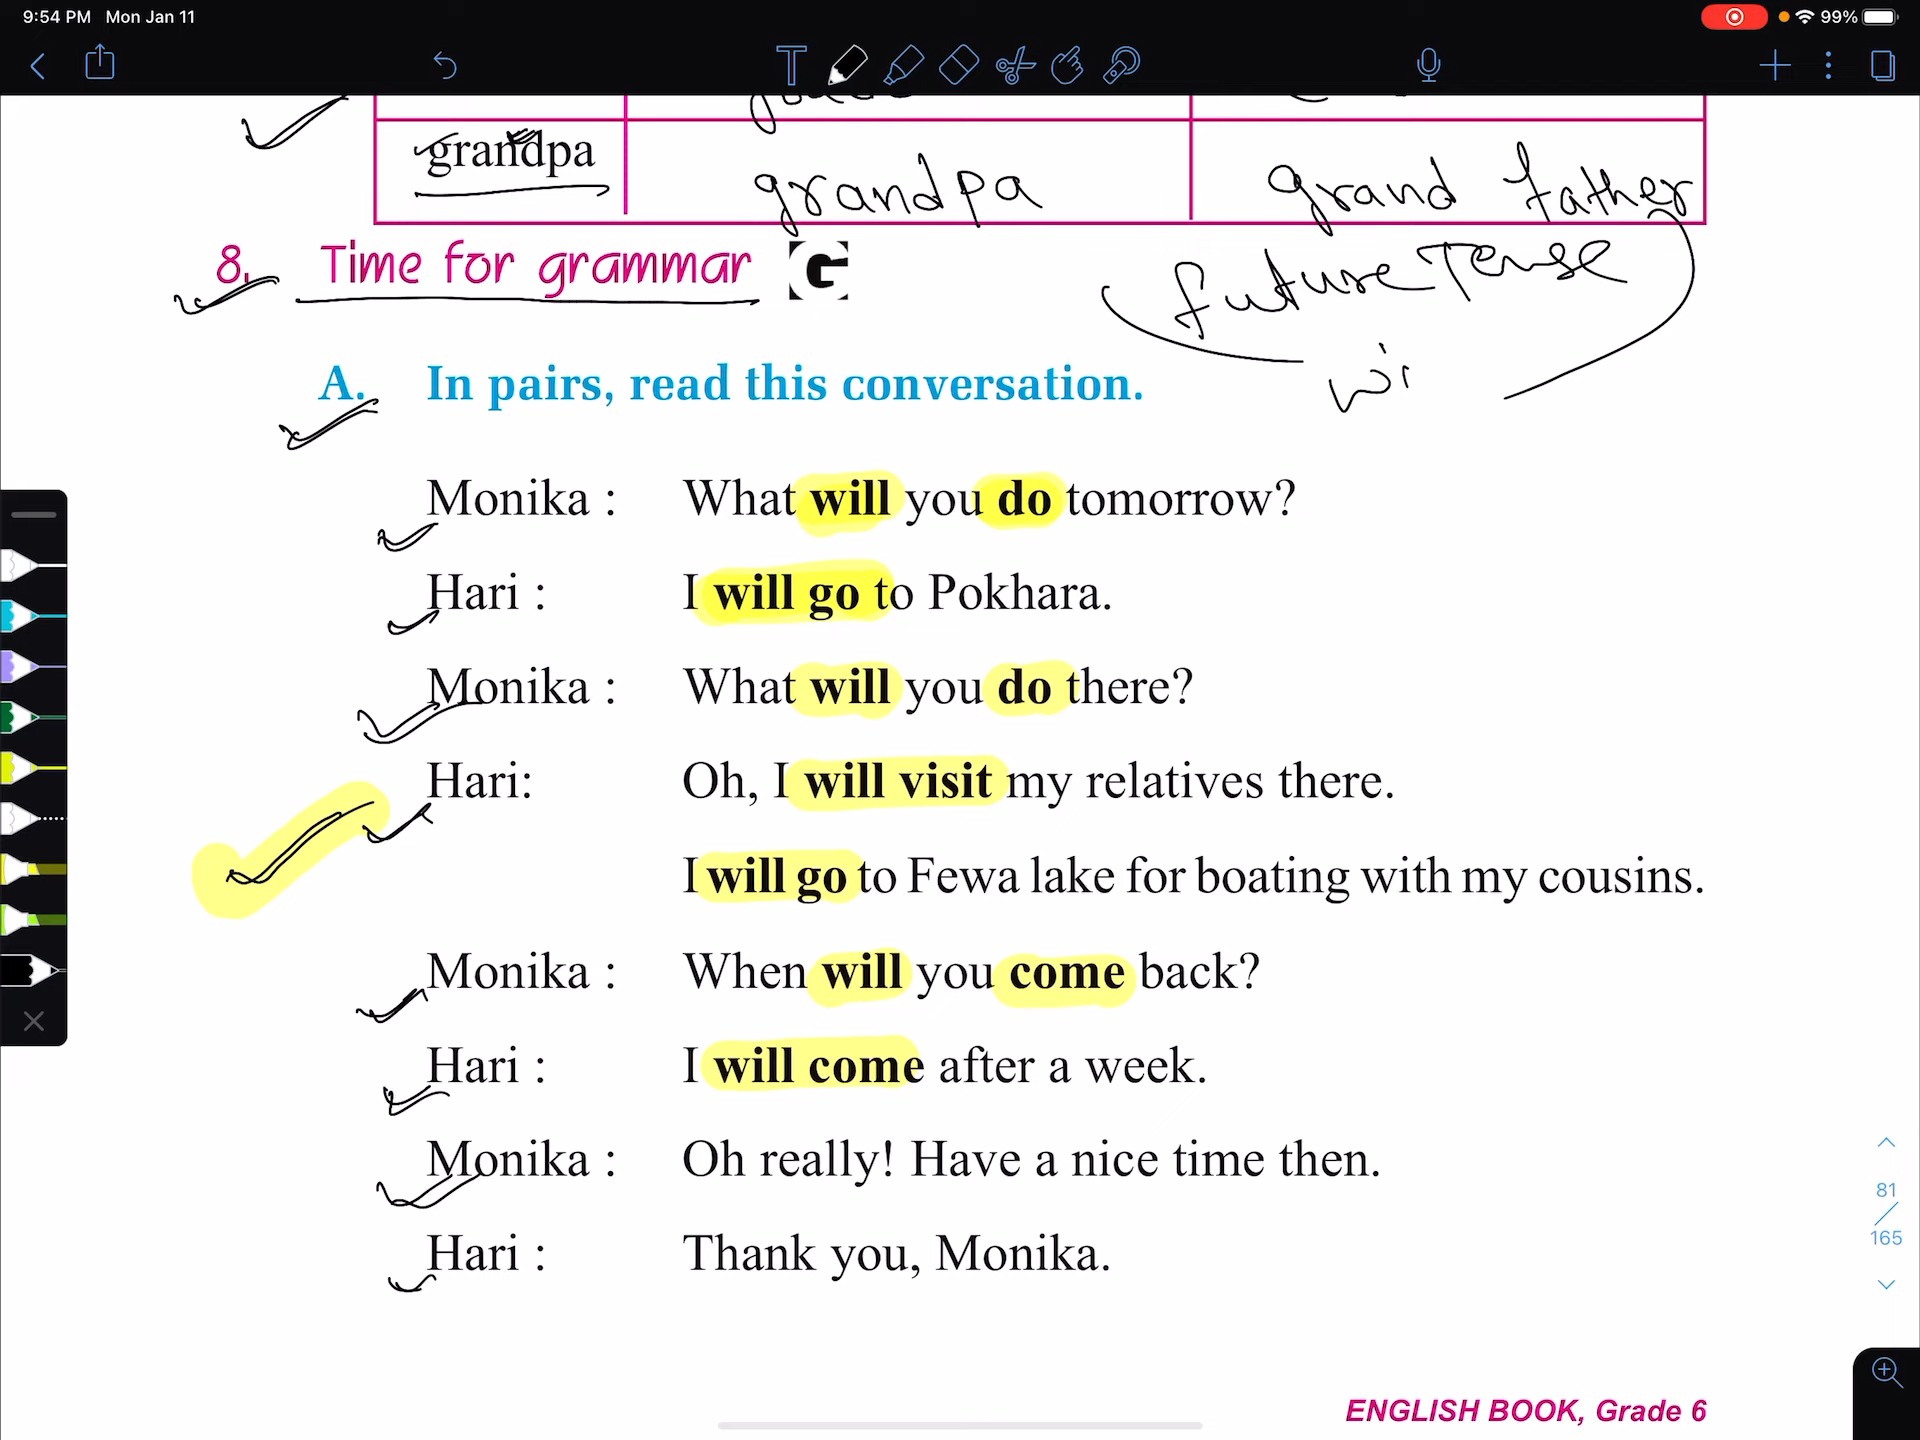 9:54 PM Mon Jan 11
99%
grandpa grandpa grand father
8. Time for grammar G
future Tense
wi
A. In pairs, read this conversation.
Monika : What will you do tomorrow?
Hari : I will go to Pokhara.
Monika : What will you do there?
Hari: Oh, I will visit my relatives there.
I will go to Fewa lake for boating with my cousins.
Monika : When will you come back?
Hari : I will come after a week.
Monika : Oh really! Have a nice time then.
Hari : Thank you, Monika.
81
/
165
ENGLISH BOOK, Grade 6